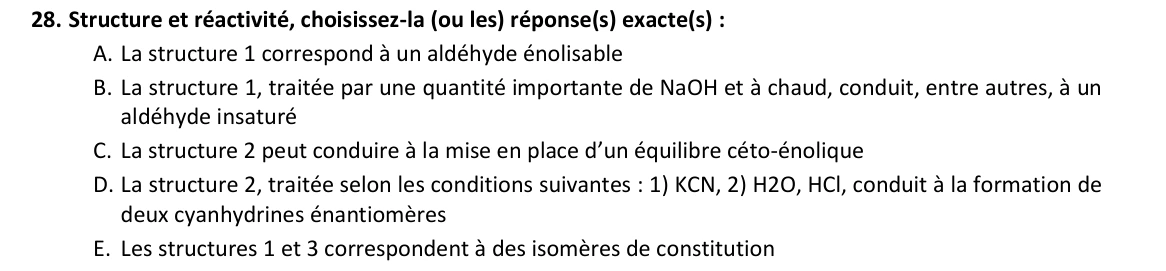 28. Structure et réactivité, choisissez-la (ou les) réponse(s) exacte(s) :
A. La structure 1 correspond à un aldéhyde énolisable
B. La structure 1, traitée par une quantité importante de NaOH et à chaud, conduit, entre autres, à un
aldéhyde insaturé
C. La structure 2 peut conduire à la mise en place d’un équilibre céto-énolique
D. La structure 2, traitée selon les conditions suivantes : 1) KCN, 2) H2O, HCl, conduit à la formation de
deux cyanhydrines énantiomères
E. Les structures 1 et 3 correspondent à des isomères de constitution